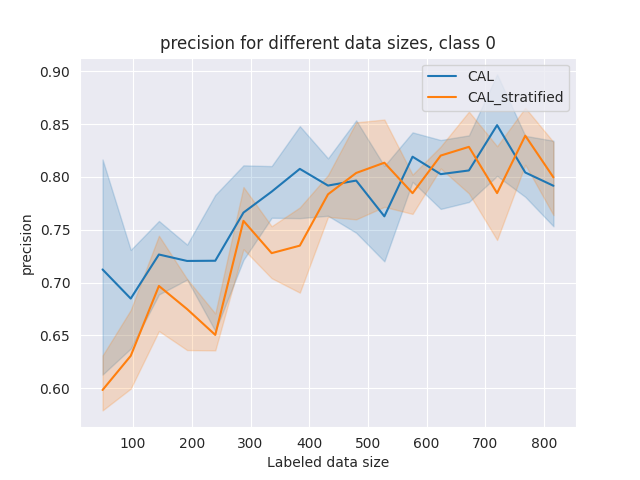 precision for different data sizes, class 0
CAL
CAL_stratified
0.90
0.85
0.80
0.75
0.70
0.65
0.60
precision
100 200 300 400 500 600 700 800
Labeled data size